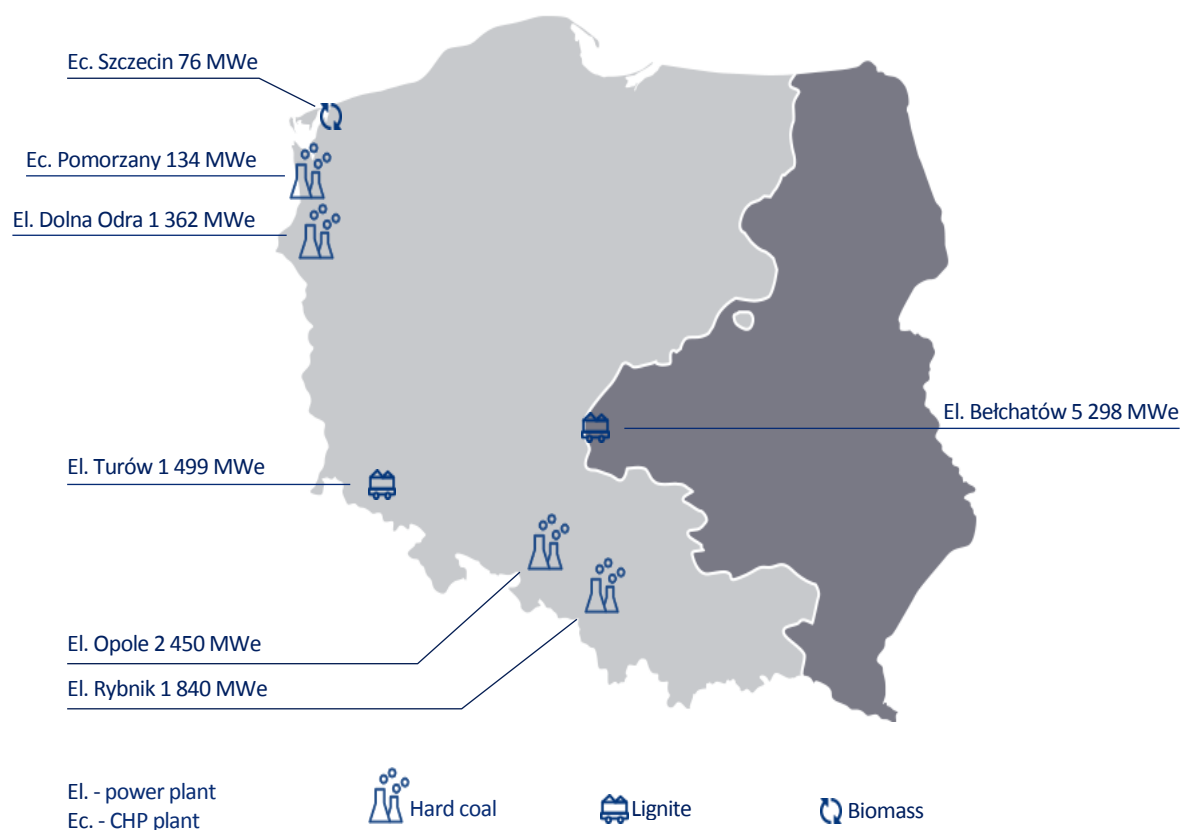 Ec. Szczecin 76 MWe
Ec. Pomorzany 134 MWe
El. Dolna Odra 1 362 MWe
El. Bełchatów 5 298 MWe
El. Turów 1 499 MWe
El. Opole 2 450 MWe
El. Rybnik 1 840 MWe
El. - power plant
Ec. - CHP plant
Hard coal
Lignite
Biomass